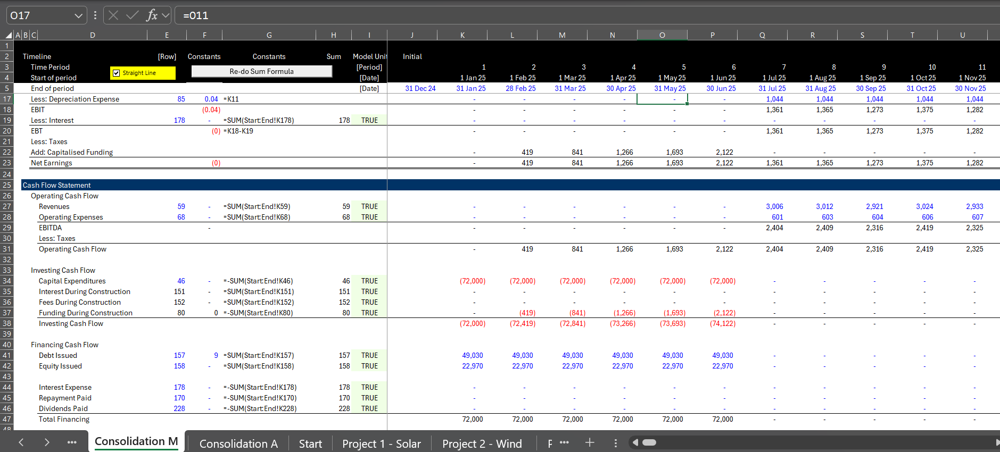 O17 fx =O11
A B C D E F G H I J K L M N O P Q R S T U
1
2 Timeline [Row] Constants Constants Sum Model Unit Initial
3 Time Period Straight Line Re-do Sum Formula [Period] 1 2 3 4 5 6 7 8 9 10 11
4 Start of period [Date] 1 Jan 25 1 Feb 25 1 Mar 25 1 Apr 25 1 May 25 1 Jun 25 1 Jul 25 1 Aug 25 1 Sep 25 1 Oct 25 1 Nov 25
5 End of period [Date] 31 Dec 24 31 Jan 25 28 Feb 25 31 Mar 25 30 Apr 25 31 May 25 30 Jun 25 31 Jul 25 31 Aug 25 30 Sep 25 31 Oct 25 30 Nov 25
17 Less: Depreciation Expense 85 0.04 =K11 - - - - - - 1,044 1,044 1,044 1,044 1,044
18 EBIT (0.04) - - - - - - 1,361 1,365 1,273 1,375 1,282
19 Less: Interest 178 - =SUM(Start:End!K178) 178 TRUE - - - - - - - - - - -
20 EBT (0) =K18-K19 - - - - - - 1,361 1,365 1,273 1,375 1,282
21 Less: Taxes
22 Add: Capitalised Funding - 419 841 1,266 1,693 2,122 - - - - -
23 Net Earnings (0) - 419 841 1,266 1,693 2,122 1,361 1,365 1,273 1,375 1,282
24
25 Cash Flow Statement
26 Operating Cash Flow
27 Revenues 59 - =SUM(Start:End!K59) 59 TRUE - - - - - - 3,006 3,012 2,921 3,024 2,933
28 Operating Expenses 68 - =SUM(Start:End!K68) 68 TRUE - - - - - - 601 603 604 606 607
29 EBITDA - - - - - - - 2,404 2,409 2,316 2,419 2,325
30 Less: Taxes
31 Operating Cash Flow - 419 841 1,266 1,693 2,122 2,404 2,409 2,316 2,419 2,325
32
33 Investing Cash Flow
34 Capital Expenditures 46 - =-SUM(Start:End!K46) 46 TRUE (72,000) (72,000) (72,000) (72,000) (72,000) (72,000) - - - - -
35 Interest During Construction 151 - =SUM(Start:End!K151) 151 TRUE - - - - - - - - - - -
36 Fees During Construction 152 - =SUM(Start:End!K152) 152 TRUE - - - - - - - - - - -
37 Funding During Construction 80 0 =-SUM(Start:End!K80) 80 TRUE - (419) (841) (1,266) (1,693) (2,122) - - - - -
38 Investing Cash Flow (72,000) (72,419) (72,841) (73,266) (73,693) (74,122) - - - - -
39
40 Financing Cash Flow
41 Debt Issued 157 9 =SUM(Start:End!K157) 157 TRUE 49,030 49,030 49,030 49,030 49,030 49,030 - - - - -
42 Equity Issued 158 - =SUM(Start:End!K158) 158 TRUE 22,970 22,970 22,970 22,970 22,970 22,970 - - - - -
43
44 Interest Expense 178 - =-SUM(Start:End!K178) 178 TRUE - - - - - - - - - - -
45 Repayment Paid 170 - =-SUM(Start:End!K170) 170 TRUE - - - - - - - - - - -
46 Dividends Paid 228 - =-SUM(Start:End!K228) 228 TRUE - - - - - - - - - - -
47 Total Financing 72,000 72,000 72,000 72,000 72,000 72,000 - - - - -
48
Consolidation M Consolidation A Start Project 1 - Solar Project 2 - Wind